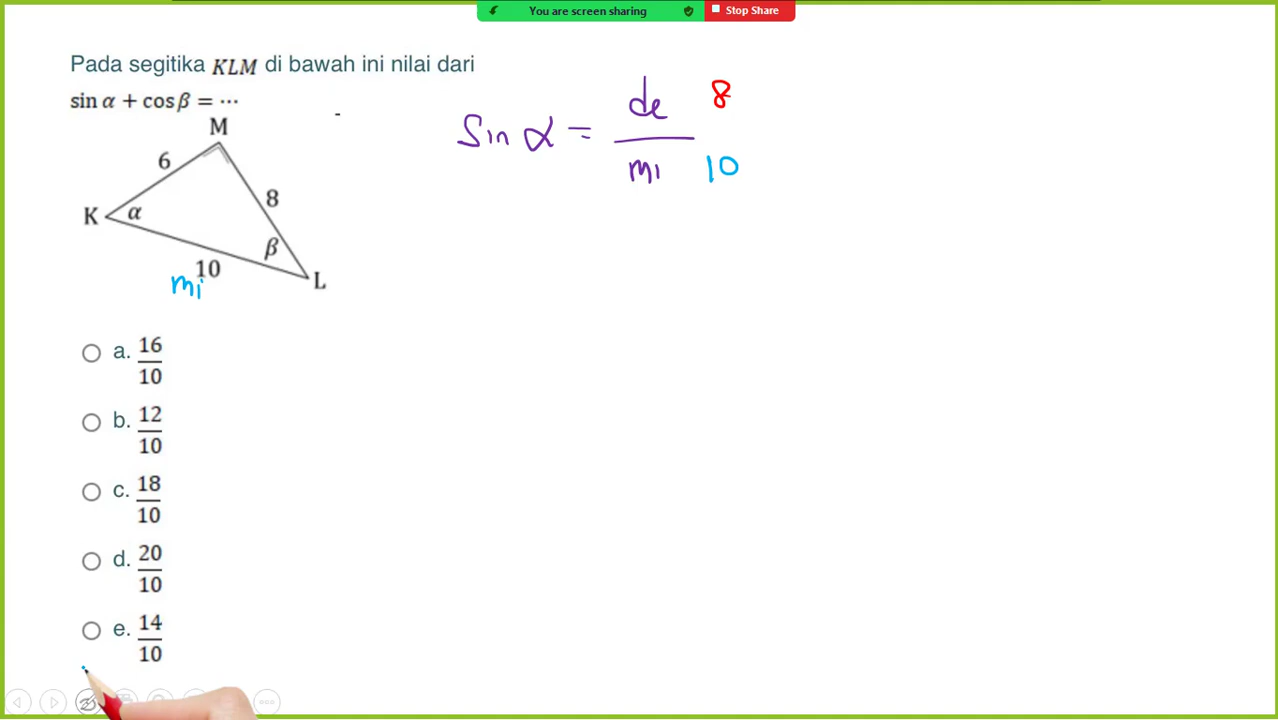 You are screen sharing Stop Share
Pada segitika KLM di bawah ini nilai dari
sin α + cos β = ···
M
6
8
K
α
β
10
L
mi
Sin α = de/mi 8/10
a. 16/10
b. 12/10
c. 18/10
d. 20/10
e. 14/10